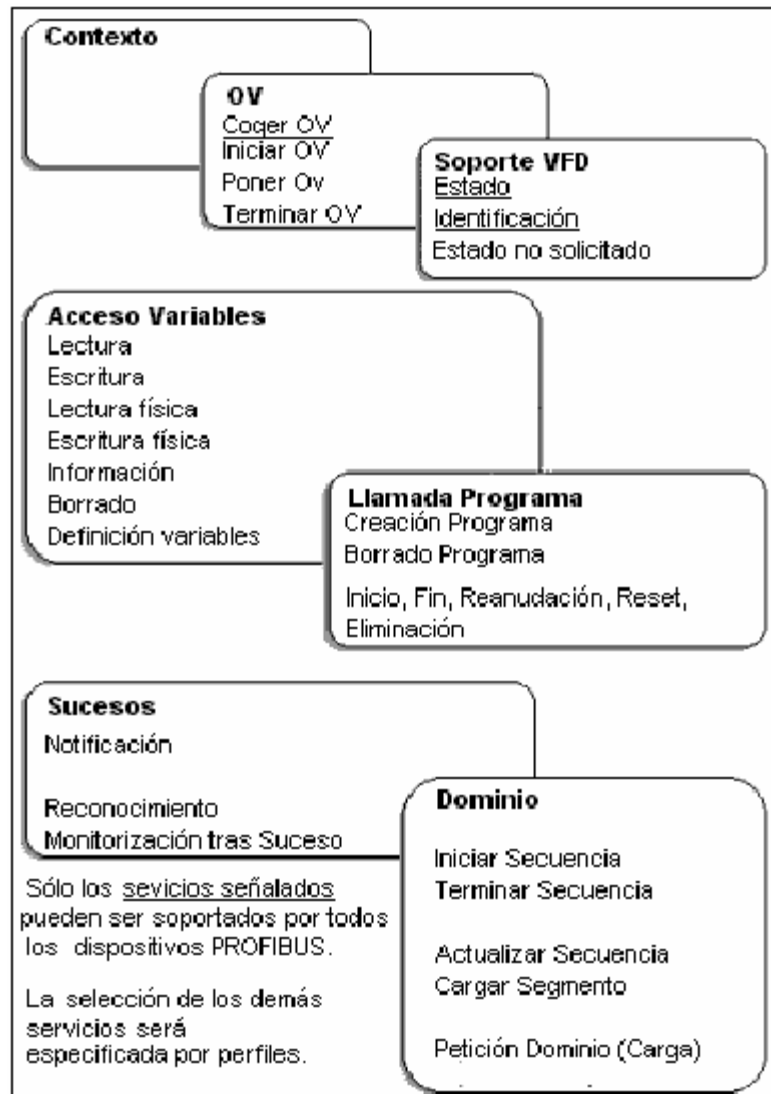 Contexto
OV
Coger OV
Iniciar OV
Poner Ov
Terminar OV
Soporte VFD
Estado
Identificación
Estado no solicitado
Acceso Variables
Lectura
Escritura
Lectura física
Escritura física
Información
Borrado
Definición variables
Llamada Programa
Creación Programa
Borrado Programa
Inicio, Fin, Reanudación, Reset,
Eliminación
Sucesos
Notificación
Reconocimiento
Monitorización tras Suceso
Dominio
Iniciar Secuencia
Terminar Secuencia
Actualizar Secuencia
Cargar Segmento
Petición Dominio (Carga)
Sólo los sevicios señalados
pueden ser soportados por todos
los dispositivos PROFIBUS.
La selección de los demás
servicios será
especificada por perfiles.